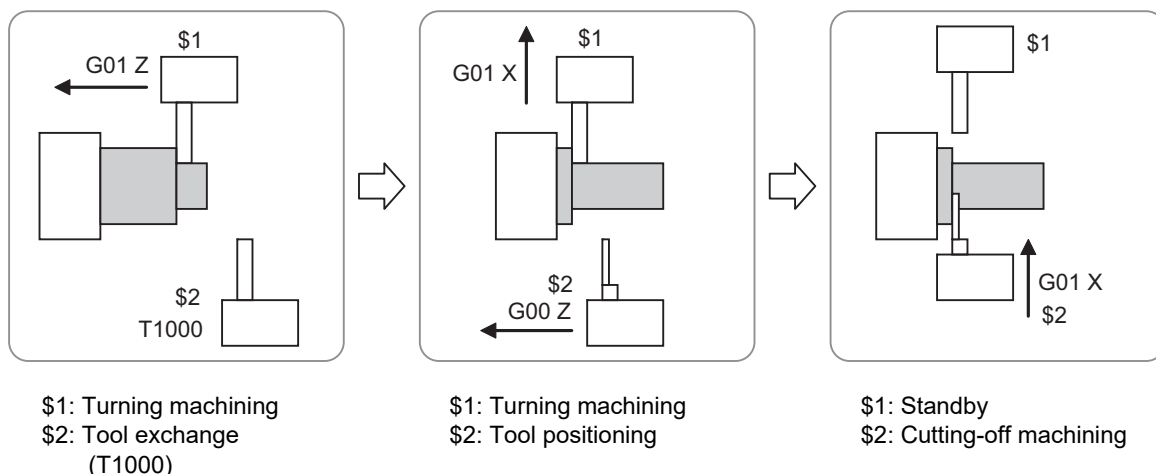 $1
G01 Z
$2
T1000
$1: Turning machining
$2: Tool exchange
(T1000)
$1
G01 X
$2
G00 Z
$1: Turning machining
$2: Tool positioning
$1
G01 X
$2
$1: Standby
$2: Cutting-off machining